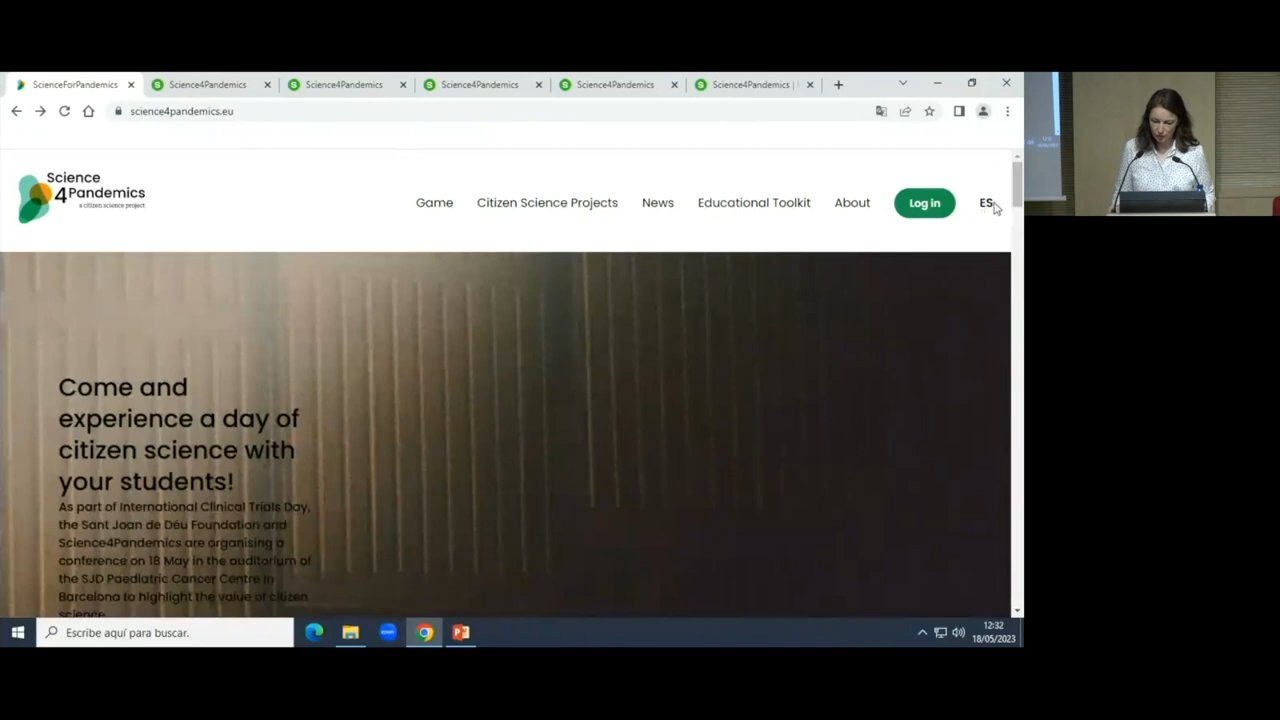 ScienceForPandemics
Science4Pandemics
Science4Pandemics
Science4Pandemics
Science4Pandemics
Science4Pandemics |
science4pandemics.eu
Science
4Pandemics
a citizen science project
Game
Citizen Science Projects
News
Educational Toolkit
About
Log in
ES
Come and
experience a day of
citizen science with
your students!
As part of International Clinical Trials Day,
the Sant Joan de Déu Foundation and
Science4Pandemics are organising a
conference on 18 May in the auditorium of
the SJD Paediatric Cancer Centre in
Barcelona to highlight the value of citizen
science.
Escribe aquí para buscar.
12:32
18/05/2023